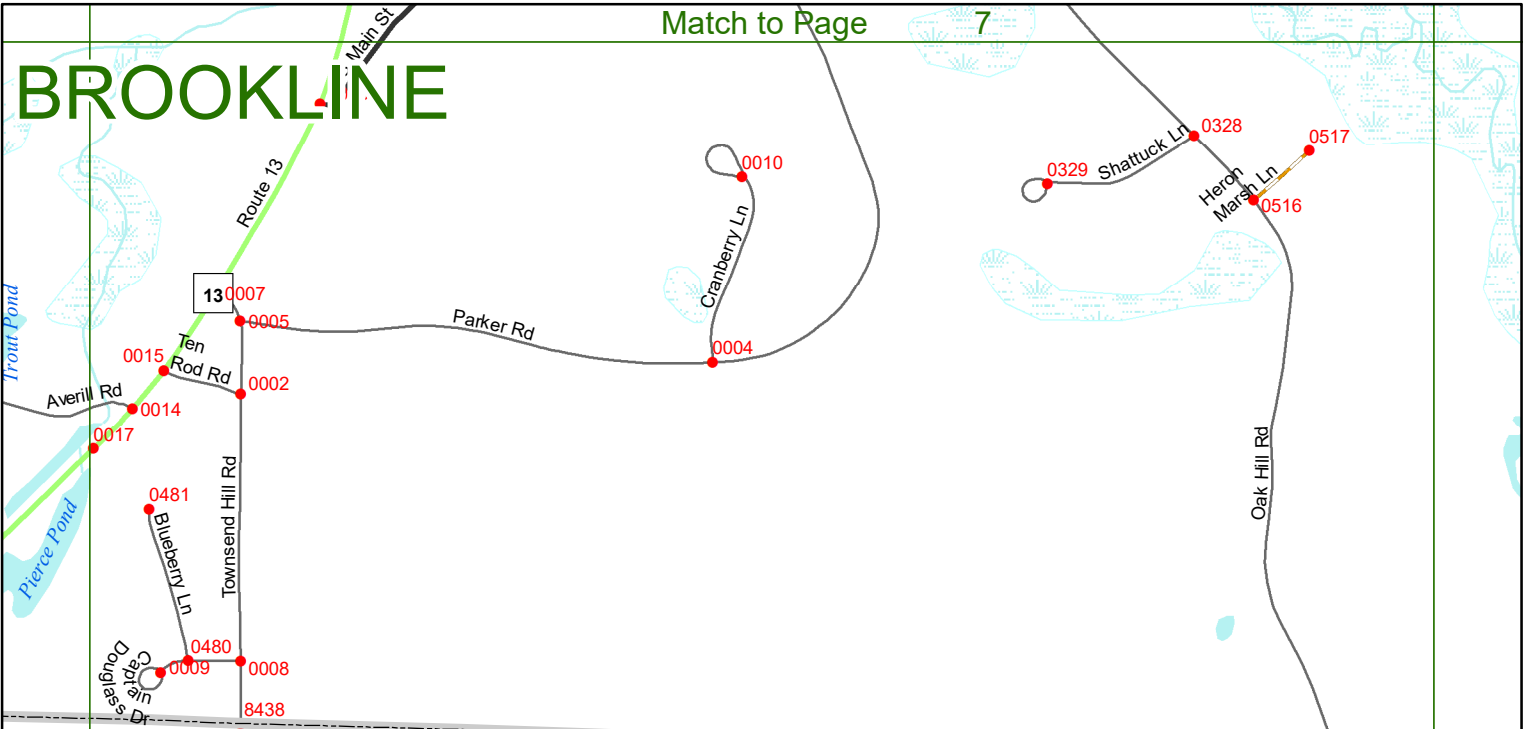 Match to Page 7
Main St
BROOKLINE
Route 13
0010
0328
0517
Shattuck Ln
0329
Heron
Marsh Ln
0516
Cranberry Ln
13
0007
0005
Trout Pond
Parker Rd
Ten
Rod Rd
0015
0004
0002
Averill Rd
0014
0017
Oak Hill Rd
Townsend Hill Rd
0481
Pierce Pond
Blueberry Ln
0480
0009
0008
Captain
Douglass Dr
8438